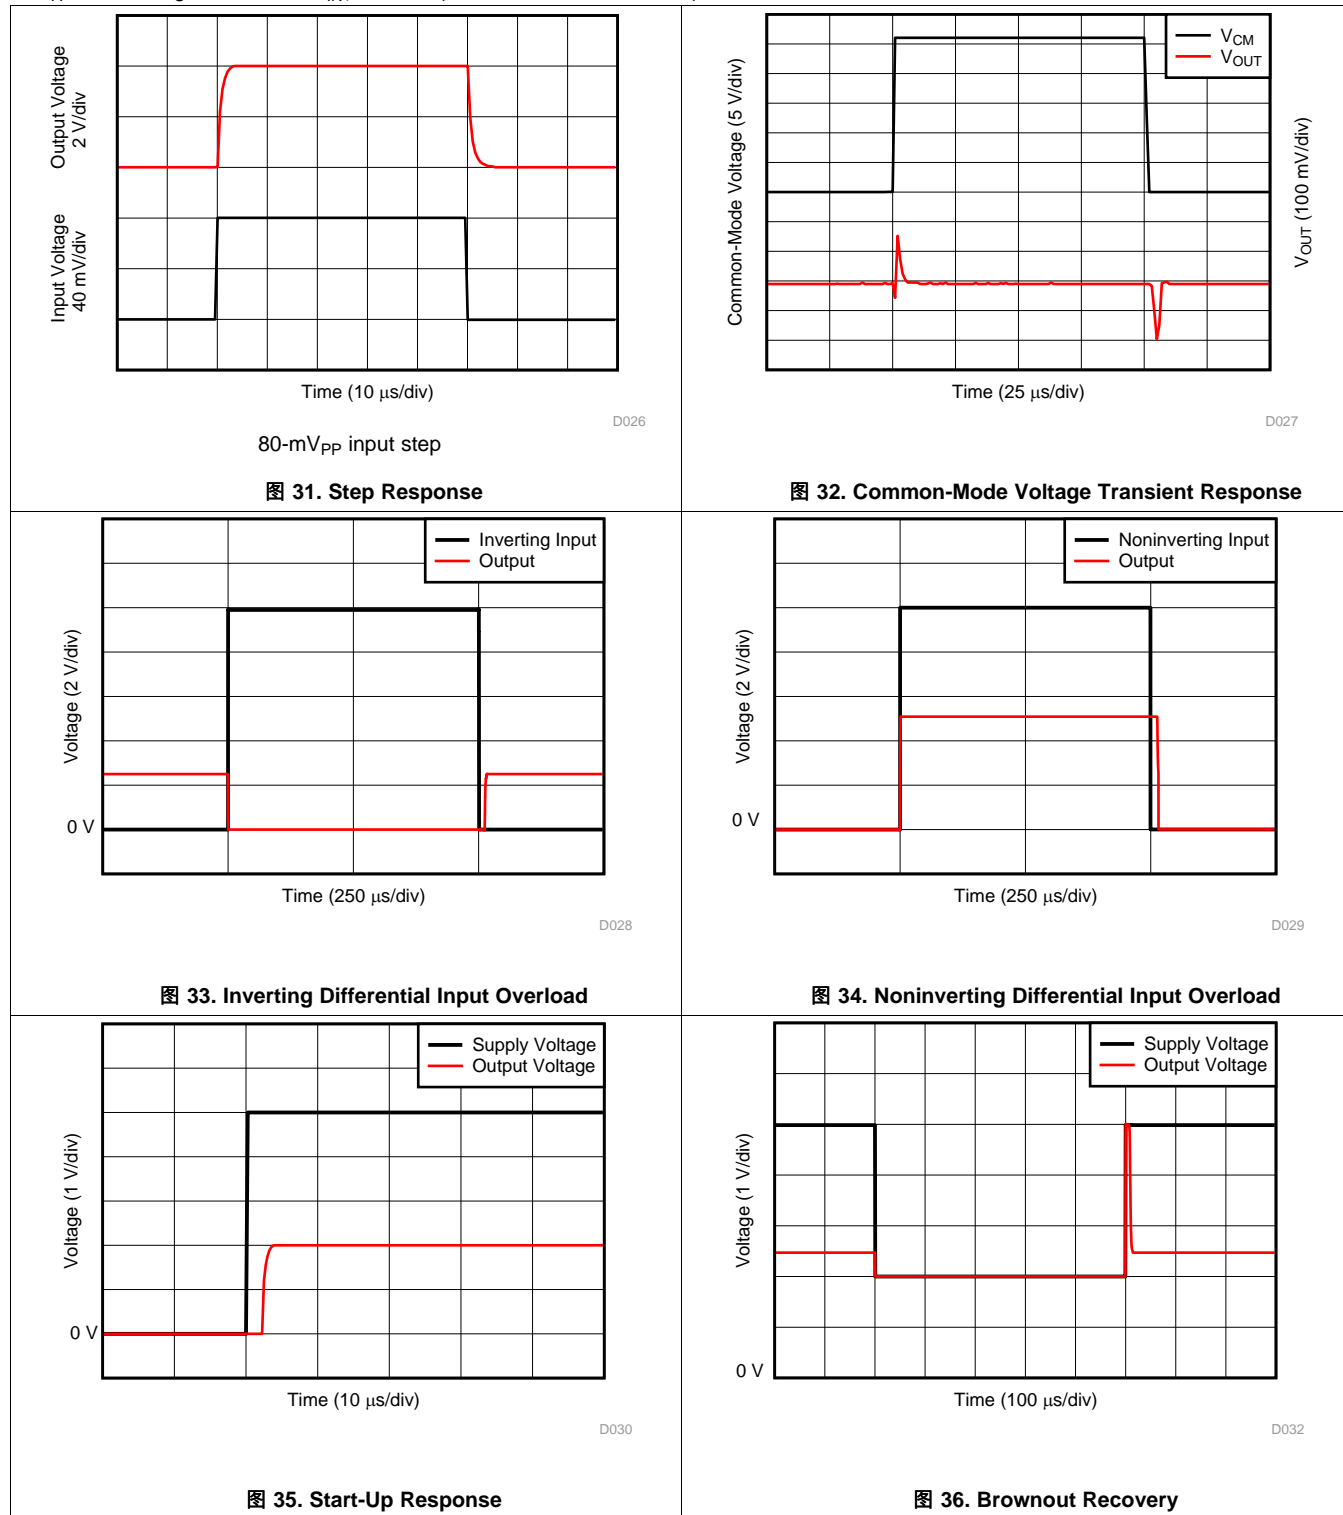 Output Voltage
2 V/div
Input Voltage
40 mV/div
Time (10 μs/div)
D026
80-mVPP input step
图 31. Step Response
VCM
VOUT
Common-Mode Voltage (5 V/div)
VOUT (100 mV/div)
Time (25 μs/div)
D027
图 32. Common-Mode Voltage Transient Response
Inverting Input
Output
Voltage (2 V/div)
0 V
Time (250 μs/div)
D028
图 33. Inverting Differential Input Overload
Noninverting Input
Output
Voltage (2 V/div)
0 V
Time (250 μs/div)
D029
图 34. Noninverting Differential Input Overload
Supply Voltage
Output Voltage
Voltage (1 V/div)
0 V
Time (10 μs/div)
D030
图 35. Start-Up Response
Supply Voltage
Output Voltage
Voltage (1 V/div)
0 V
Time (100 μs/div)
D032
图 36. Brownout Recovery